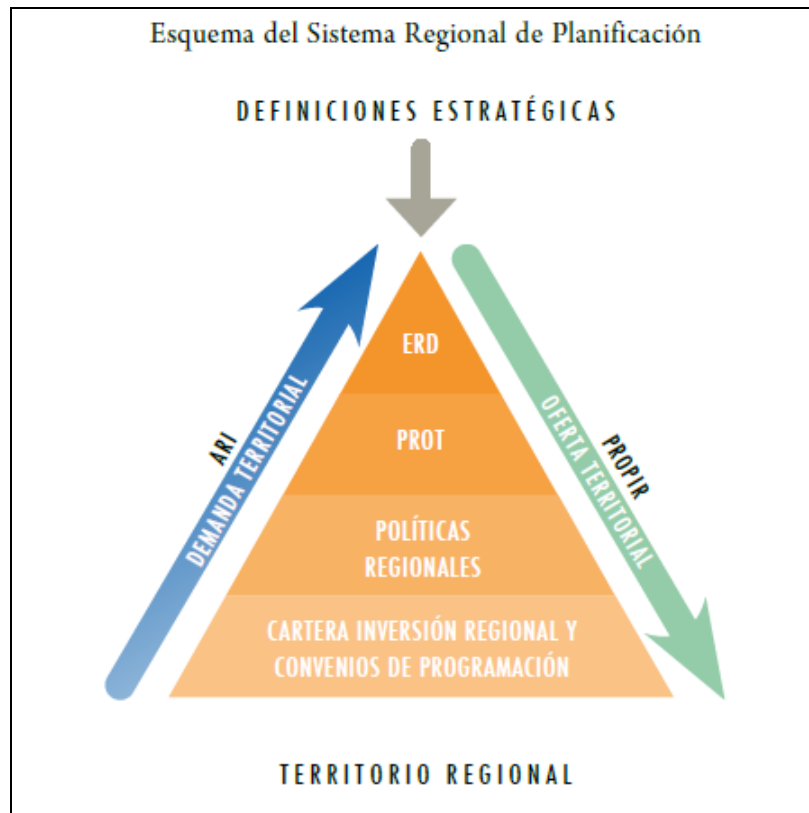 Esquema del Sistema Regional de Planificación
DEFINICIONES ESTRATÉGICAS
ERD
PROT
POLÍTICAS
REGIONALES
CARTERA INVERSIÓN REGIONAL Y
CONVENIOS DE PROGRAMACIÓN
ARI
DEMANDA TERRITORIAL
PROPIR
OFERTA TERRITORIAL
TERRITORIO REGIONAL